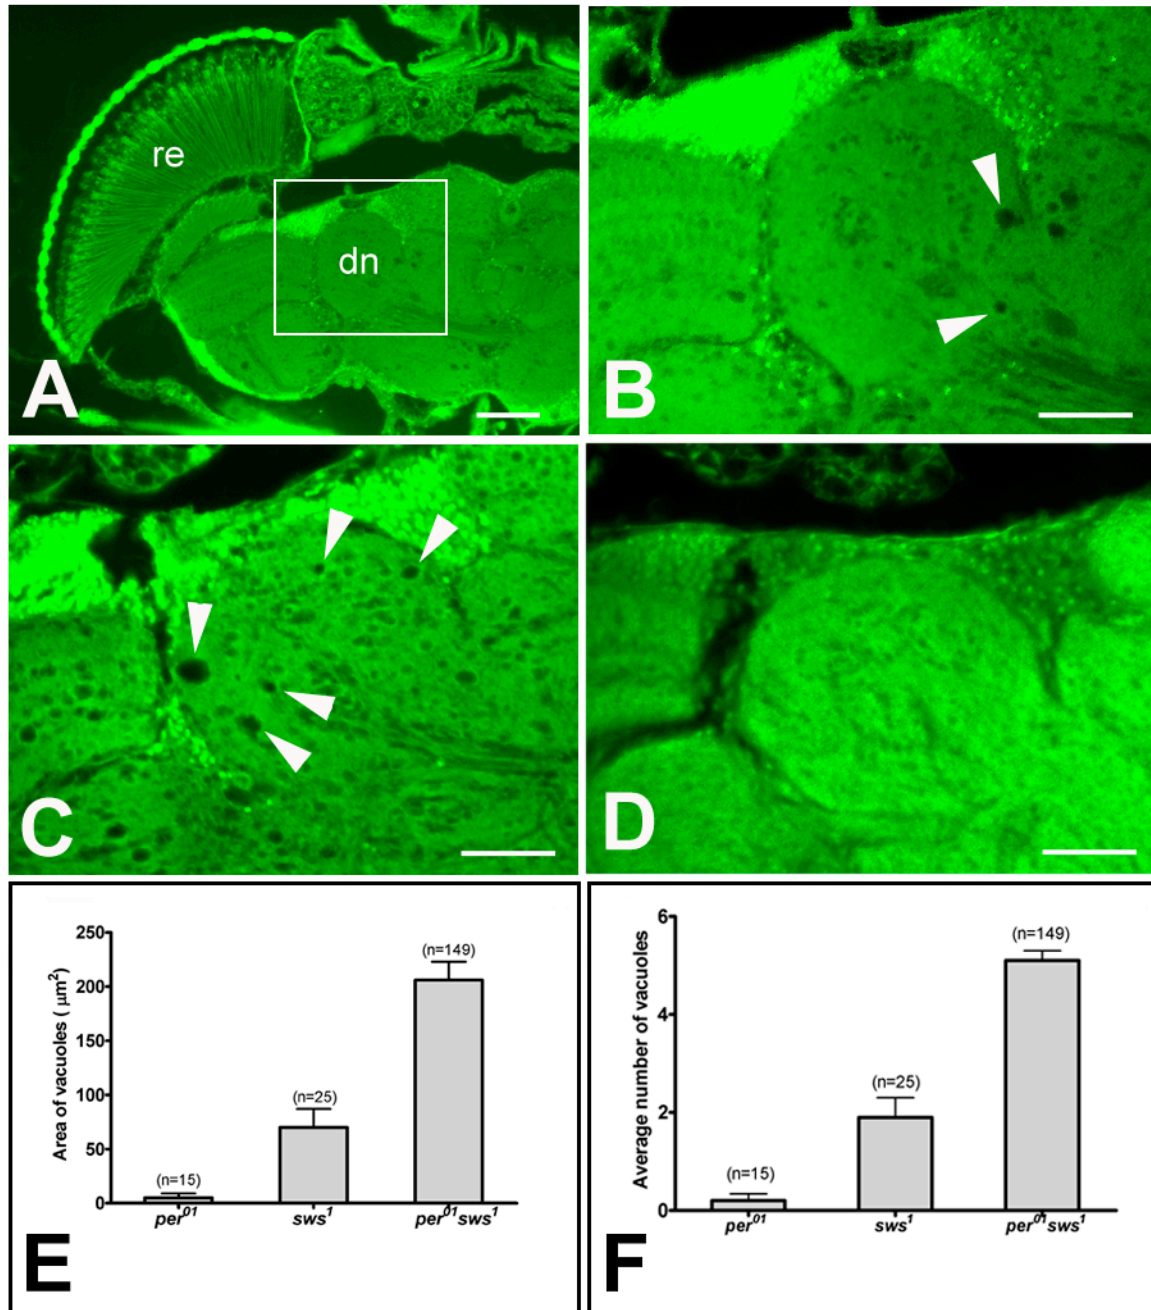 re
dn
A
B
C
D
250
200
150
100
50
0
Area of vacuoles ( µm²)
(n=15)
(n=25)
(n=149)
per⁰¹
sws¹
per⁰¹sws¹
E
6
4
2
0
Average number of vacuoles
(n=15)
(n=25)
(n=149)
per⁰¹
sws¹
per⁰¹sws¹
F